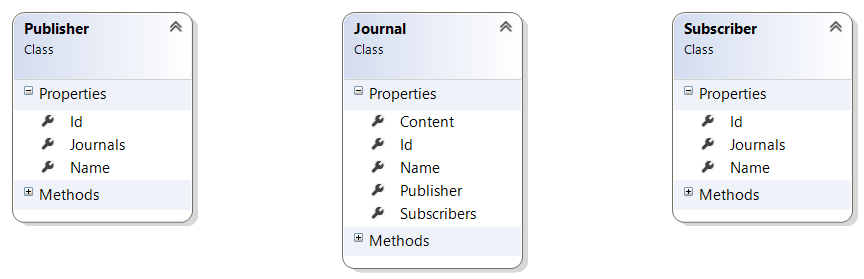 Publisher
Class
Properties
Id
Journals
Name
Methods
Journal
Class
Properties
Content
Id
Name
Publisher
Subscribers
Methods
Subscriber
Class
Properties
Id
Journals
Name
Methods